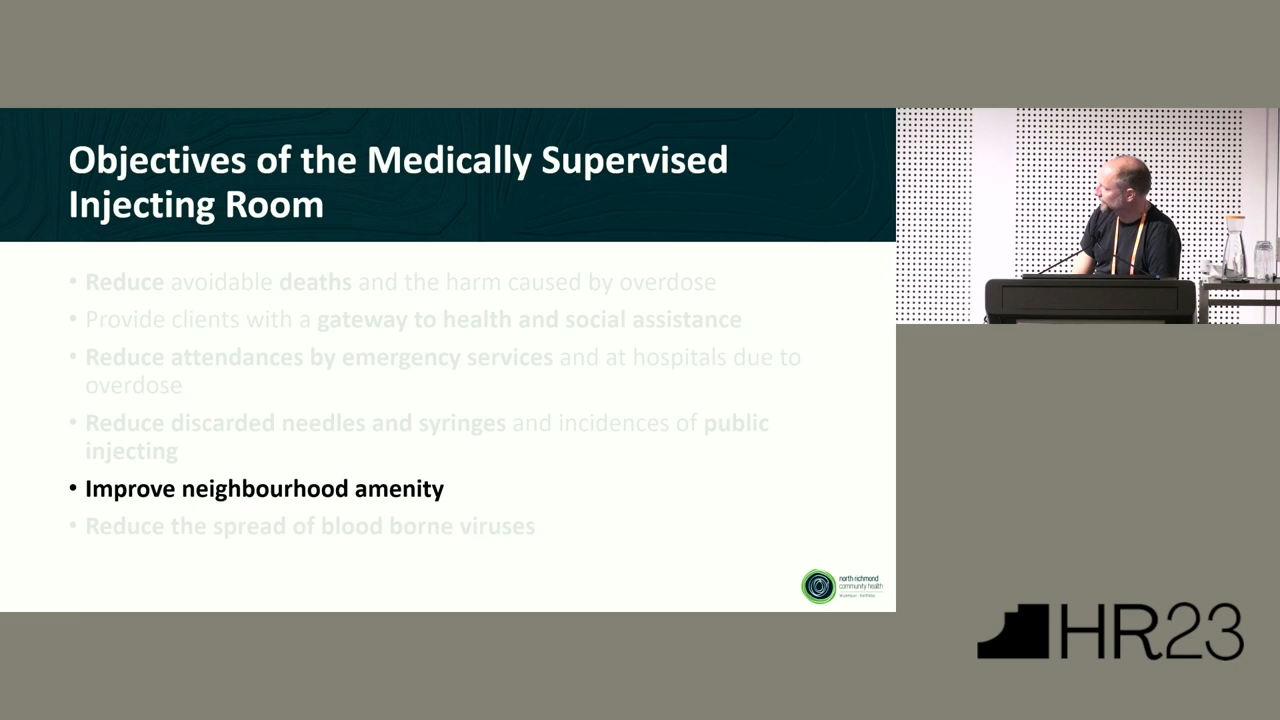 Objectives of the Medically Supervised
Injecting Room
• Reduce avoidable deaths and the harm caused by overdose
• Provide clients with a gateway to health and social assistance
• Reduce attendances by emergency services and at hospitals due to
overdose
• Reduce discarded needles and syringes and incidences of public
injecting
• Improve neighbourhood amenity
• Reduce the spread of blood borne viruses
north richmond
community health
HR23